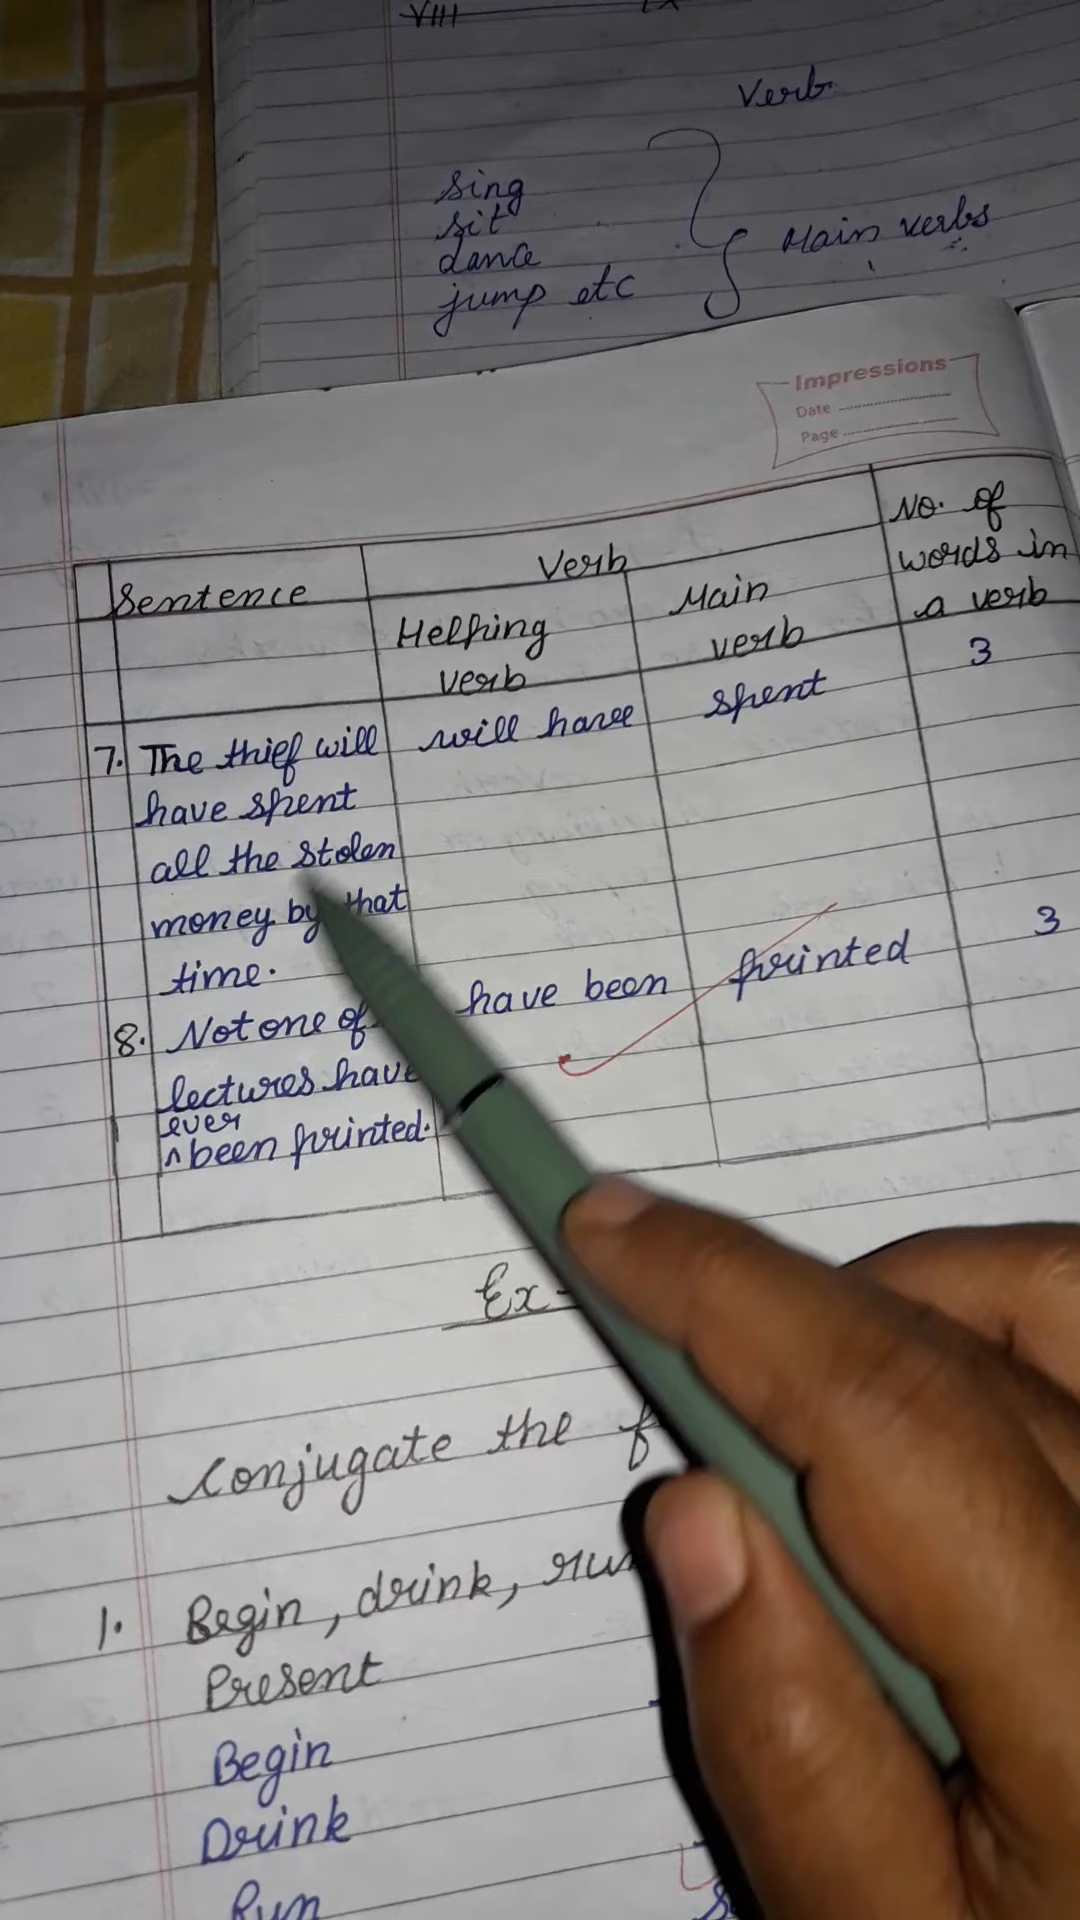 VIII
Verb
sing
sit
dance
jump etc
Main verbs
Impressions
Date
Page
Sentence
Verb
No. of
words in
a verb
Helping
verb
Main
verb
7. The thief will will have spent 3
have spent
all the stolen
money by that
time.
8. Not one of have been printed 3
lectures have
ever
^ been printed.
Ex-
Conjugate the
1. Begin, drink, run
Present
Begin
Drink
Run